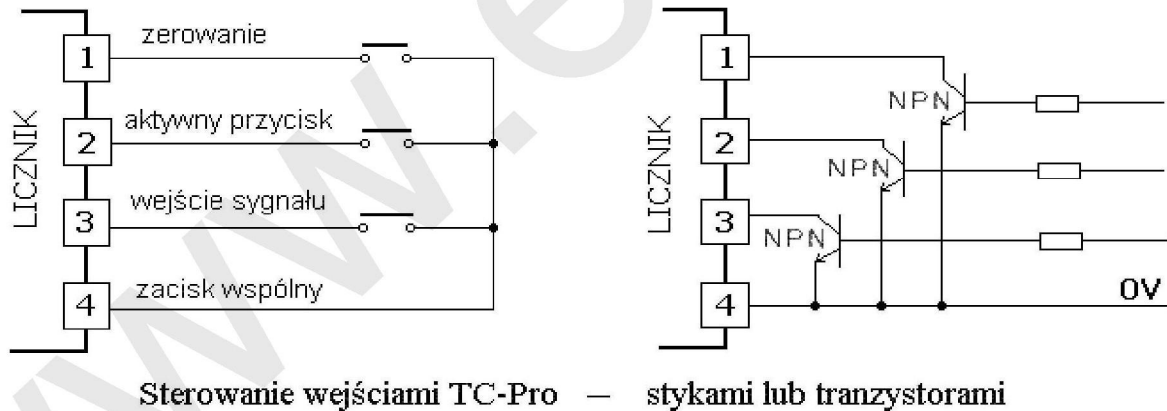 LICZNIK
1
zerowanie
2
aktywny przycisk
3
wejście sygnału
4
zacisk wspólny
LICZNIK
1
NPN
2
NPN
3
NPN
4
0V
Sterowanie wejściami TC-Pro — stykami lub tranzystorami